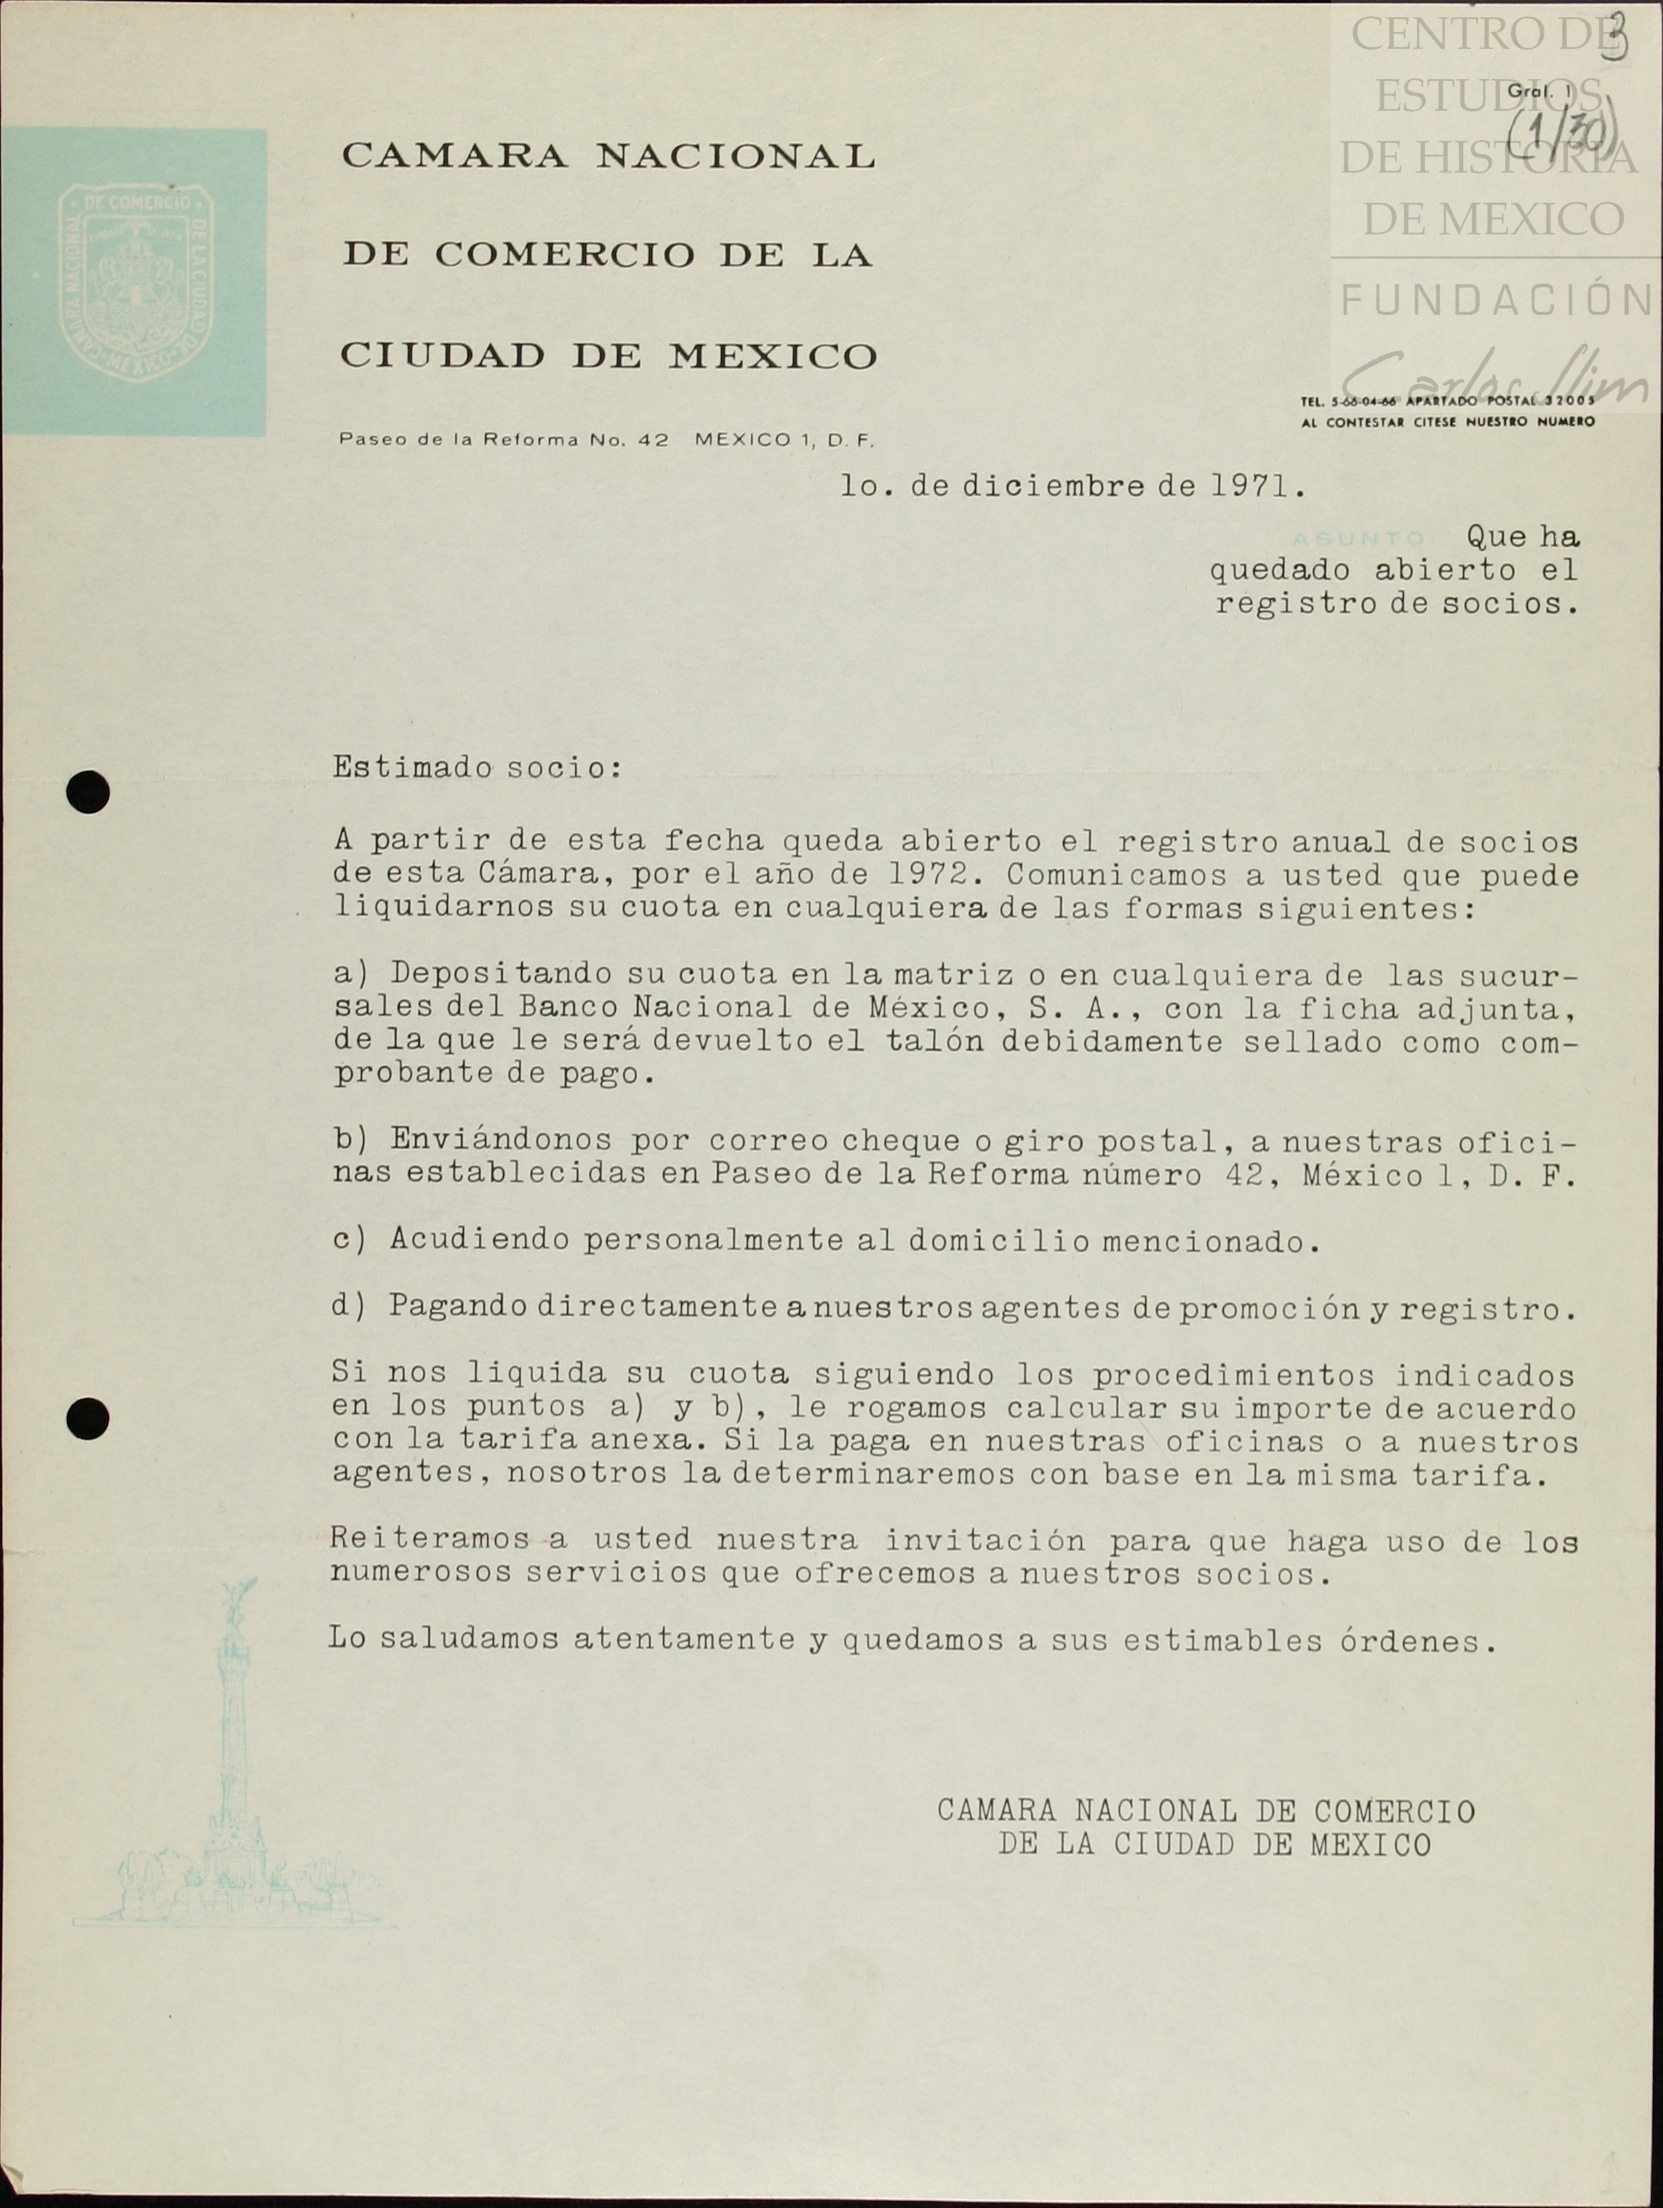 CENTRO DE
ESTUDIOS
DE HISTORIA
DE MEXICO
FUNDACIÓN
Carlos Slim
3
Gral. 1
(1/30)
DE COMERCIO
CAMARA NACIONAL
DE LA CIUDAD DE
MEXICO
CAMARA NACIONAL
DE COMERCIO DE LA
CIUDAD DE MEXICO
Paseo de la Reforma No. 42 MEXICO 1, D. F.
TEL. 5-66-04-66 APARTADO POSTAL 32005
AL CONTESTAR CITESE NUESTRO NUMERO
1o. de diciembre de 1971.
ASUNTO Que ha
quedado abierto el
registro de socios.
Estimado socio:
A partir de esta fecha queda abierto el registro anual de socios
de esta Cámara, por el año de 1972. Comunicamos a usted que puede
liquidarnos su cuota en cualquiera de las formas siguientes:
a) Depositando su cuota en la matriz o en cualquiera de las sucur-
sales del Banco Nacional de México, S. A., con la ficha adjunta,
de la que le será devuelto el talón debidamente sellado como com-
probante de pago.
b) Enviándonos por correo cheque o giro postal, a nuestras ofici-
nas establecidas en Paseo de la Reforma número 42, México 1, D. F.
c) Acudiendo personalmente al domicilio mencionado.
d) Pagando directamente a nuestros agentes de promoción y registro.
Si nos liquida su cuota siguiendo los procedimientos indicados
en los puntos a) y b), le rogamos calcular su importe de acuerdo
con la tarifa anexa. Si la paga en nuestras oficinas o a nuestros
agentes, nosotros la determinaremos con base en la misma tarifa.
Reiteramos a usted nuestra invitación para que haga uso de los
numerosos servicios que ofrecemos a nuestros socios.
Lo saludamos atentamente y quedamos a sus estimables órdenes.
CAMARA NACIONAL DE COMERCIO
DE LA CIUDAD DE MEXICO